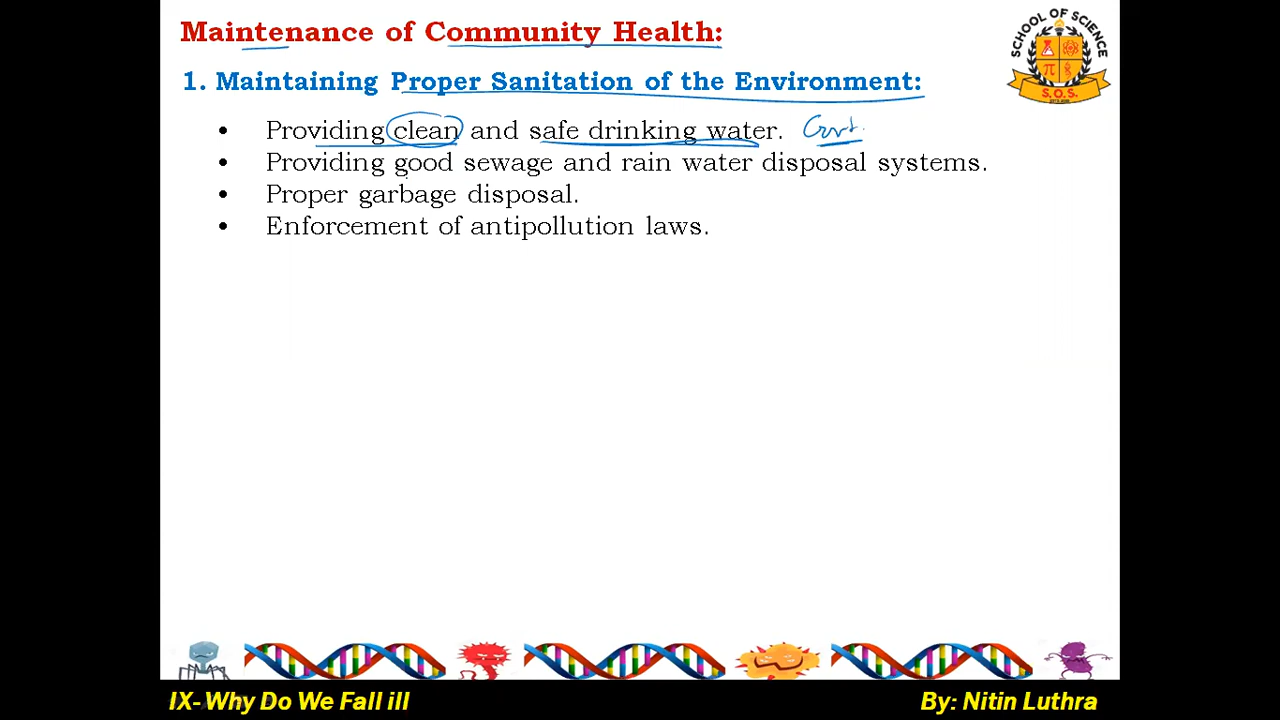 Maintenance of Community Health:
SCHOOL OF SCIENCE
S.O.S.
1. Maintaining Proper Sanitation of the Environment:
• Providing clean and safe drinking water. Govt.
• Providing good sewage and rain water disposal systems.
• Proper garbage disposal.
• Enforcement of antipollution laws.
IX-Why Do We Fall ill
By: Nitin Luthra